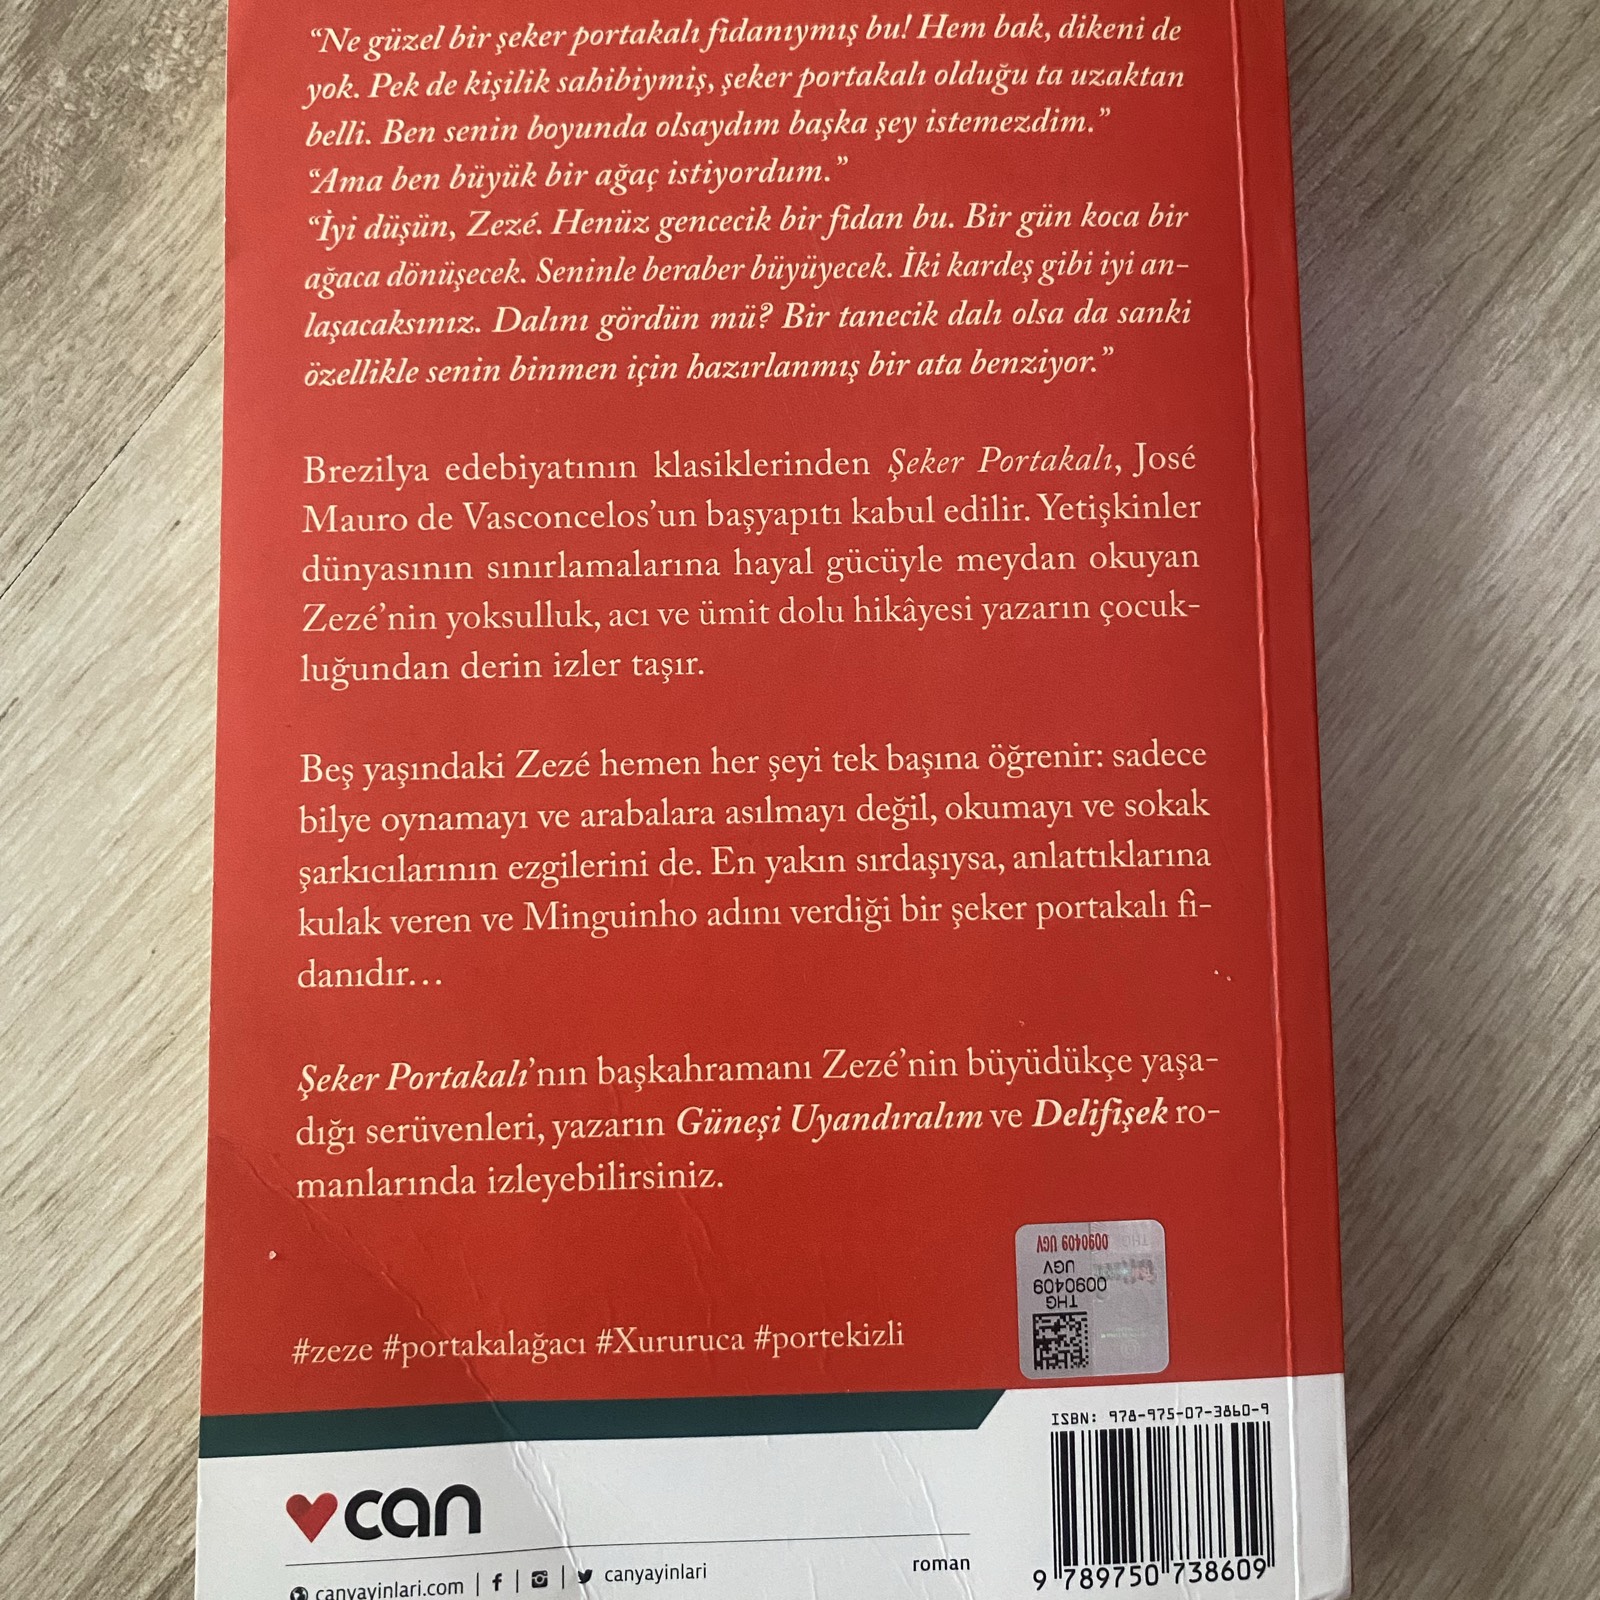 “Ne güzel bir şeker portakalı fidanıymış bu! Hem bak, dikeni de
yok. Pek de kişilik sahibiymiş, şeker portakalı olduğu ta uzaktan
belli. Ben senin boyunda olsaydım başka şey istemezdim.”
“Ama ben büyük bir ağaç istiyordum.”
“İyi düşün, Zezé. Henüz gencecik bir fidan bu. Bir gün koca bir
ağaca dönüşecek. Seninle beraber büyüyecek. İki kardeş gibi iyi an-
laşacaksınız. Dalını gördün mü? Bir tanecik dalı olsa da sanki
özellikle senin binmen için hazırlanmış bir ata benziyor.”
Brezilya edebiyatının klasiklerinden Şeker Portakalı, José
Mauro de Vasconcelos’un başyapıtı kabul edilir. Yetişkinler
dünyasının sınırlamalarına hayal gücüyle meydan okuyan
Zezé’nin yoksulluk, acı ve ümit dolu hikâyesi yazarın çocuk-
luğundan derin izler taşır.
Beş yaşındaki Zezé hemen her şeyi tek başına öğrenir: sadece
bilye oynamayı ve arabalara asılmayı değil, okumayı ve sokak
şarkıcılarının ezgilerini de. En yakın sırdaşıysa, anlattıklarına
kulak veren ve Minguinho adını verdiği bir şeker portakalı fi-
danıdır...
Şeker Portakalı’nın başkahramanı Zezé’nin büyüdükçe yaşa-
dığı serüvenleri, yazarın Güneşi Uyandıralım ve Delifişek ro-
manlarında izleyebilirsiniz.
THG
0090409 UGV
UGV
0090409
THG
#zeze #portakalağacı #Xururuca #portekizli
ISBN: 978-975-07-3860-9
can
canyayinlari.com | f | | canyayinlari
roman
9 789750 738609